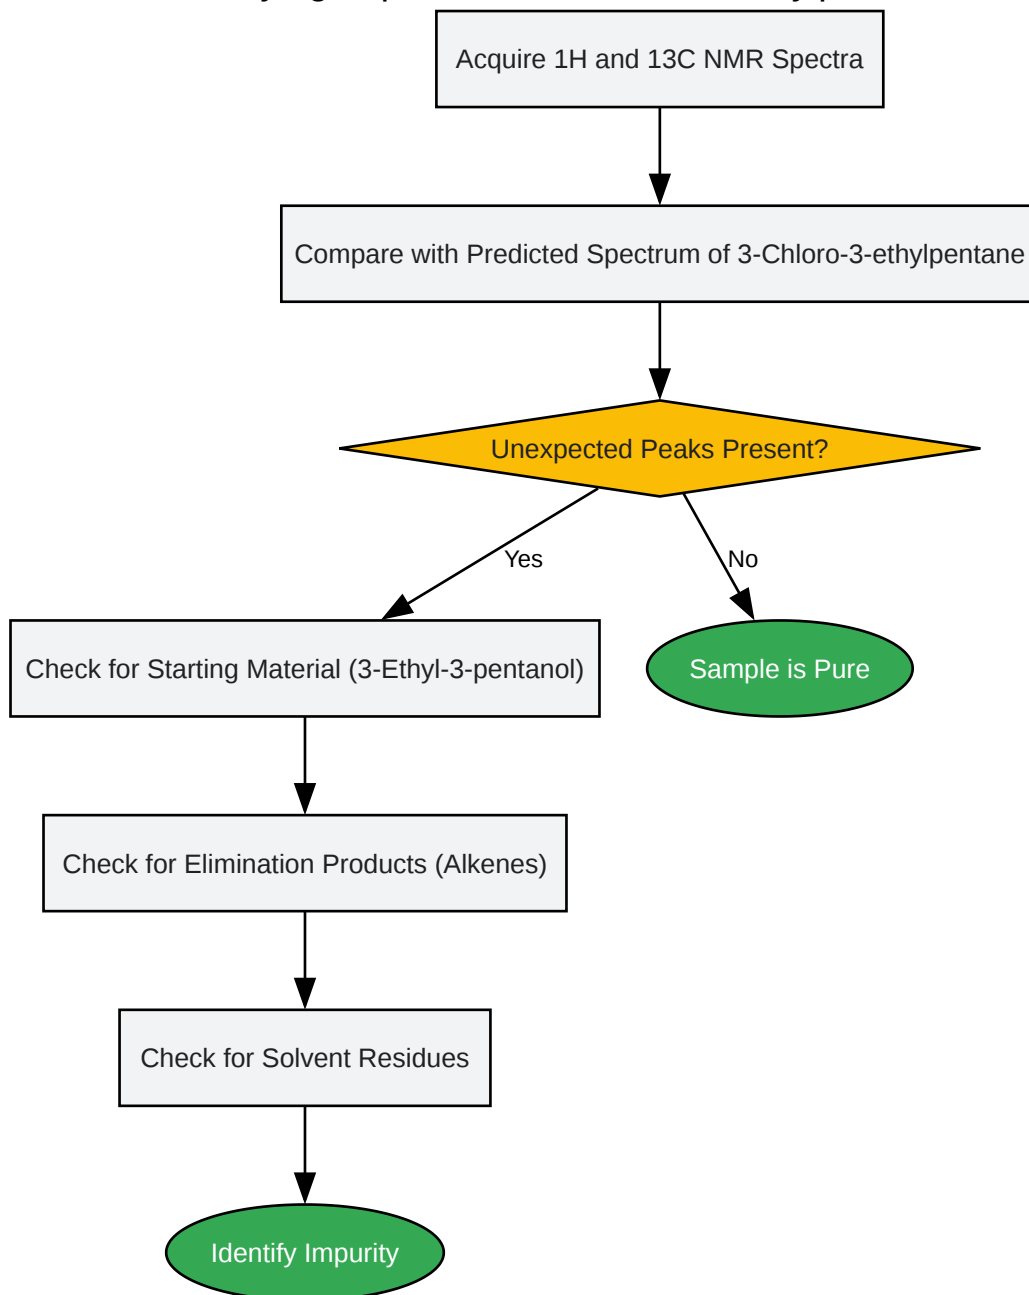 Acquire 1H and 13C NMR Spectra
Compare with Predicted Spectrum of 3-Chloro-3-ethylpentane
Unexpected Peaks Present?
Yes
No
Check for Starting Material (3-Ethyl-3-pentanol)
Sample is Pure
Check for Elimination Products (Alkenes)
Check for Solvent Residues
Identify Impurity